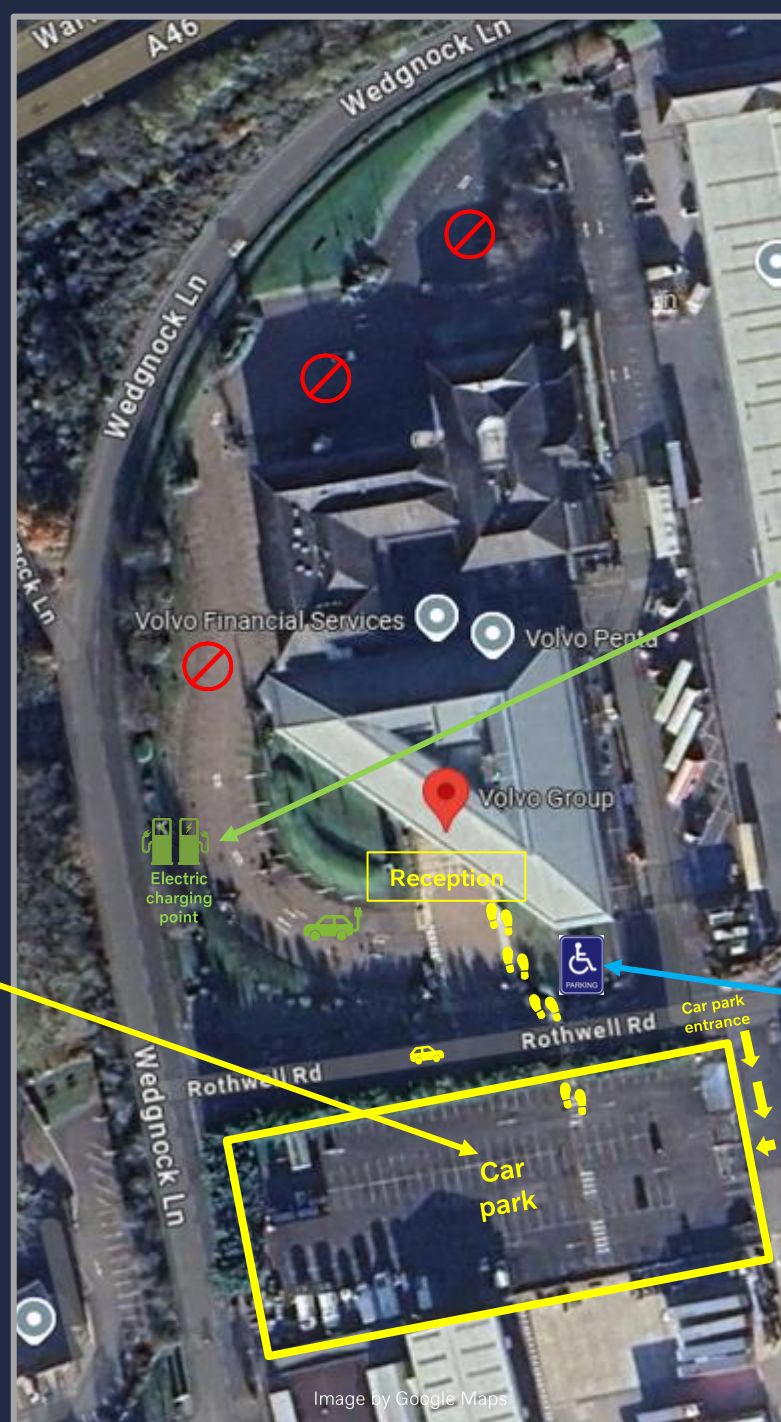 A46
Wedgnock Ln
Wedgnock Ln
Volvo Financial Services
Volvo Penta
Volvo Group
Reception
Electric
charging
point
PARKING
Car park
entrance
Rothwell Rd
Rothwell Rd
Wedgnock Ln
Car
park
Image by Google Maps